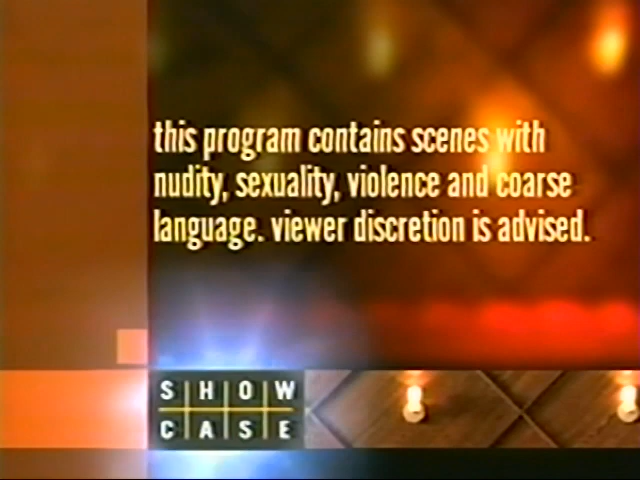 this program contains scenes with
nudity, sexuality, violence and coarse
language. viewer discretion is advised.
SHOW
CASE